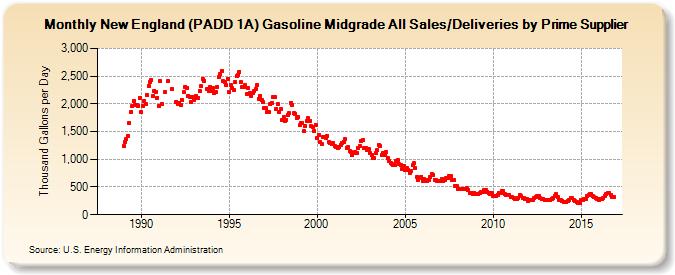 Monthly New England (PADD 1A) Gasoline Midgrade All Sales/Deliveries by Prime Supplier
Thousand Gallons per Day
3,000
2,500
2,000
1,500
1,000
500
0
1990 1995 2000 2005 2010 2015
Source: U.S. Energy Information Administration